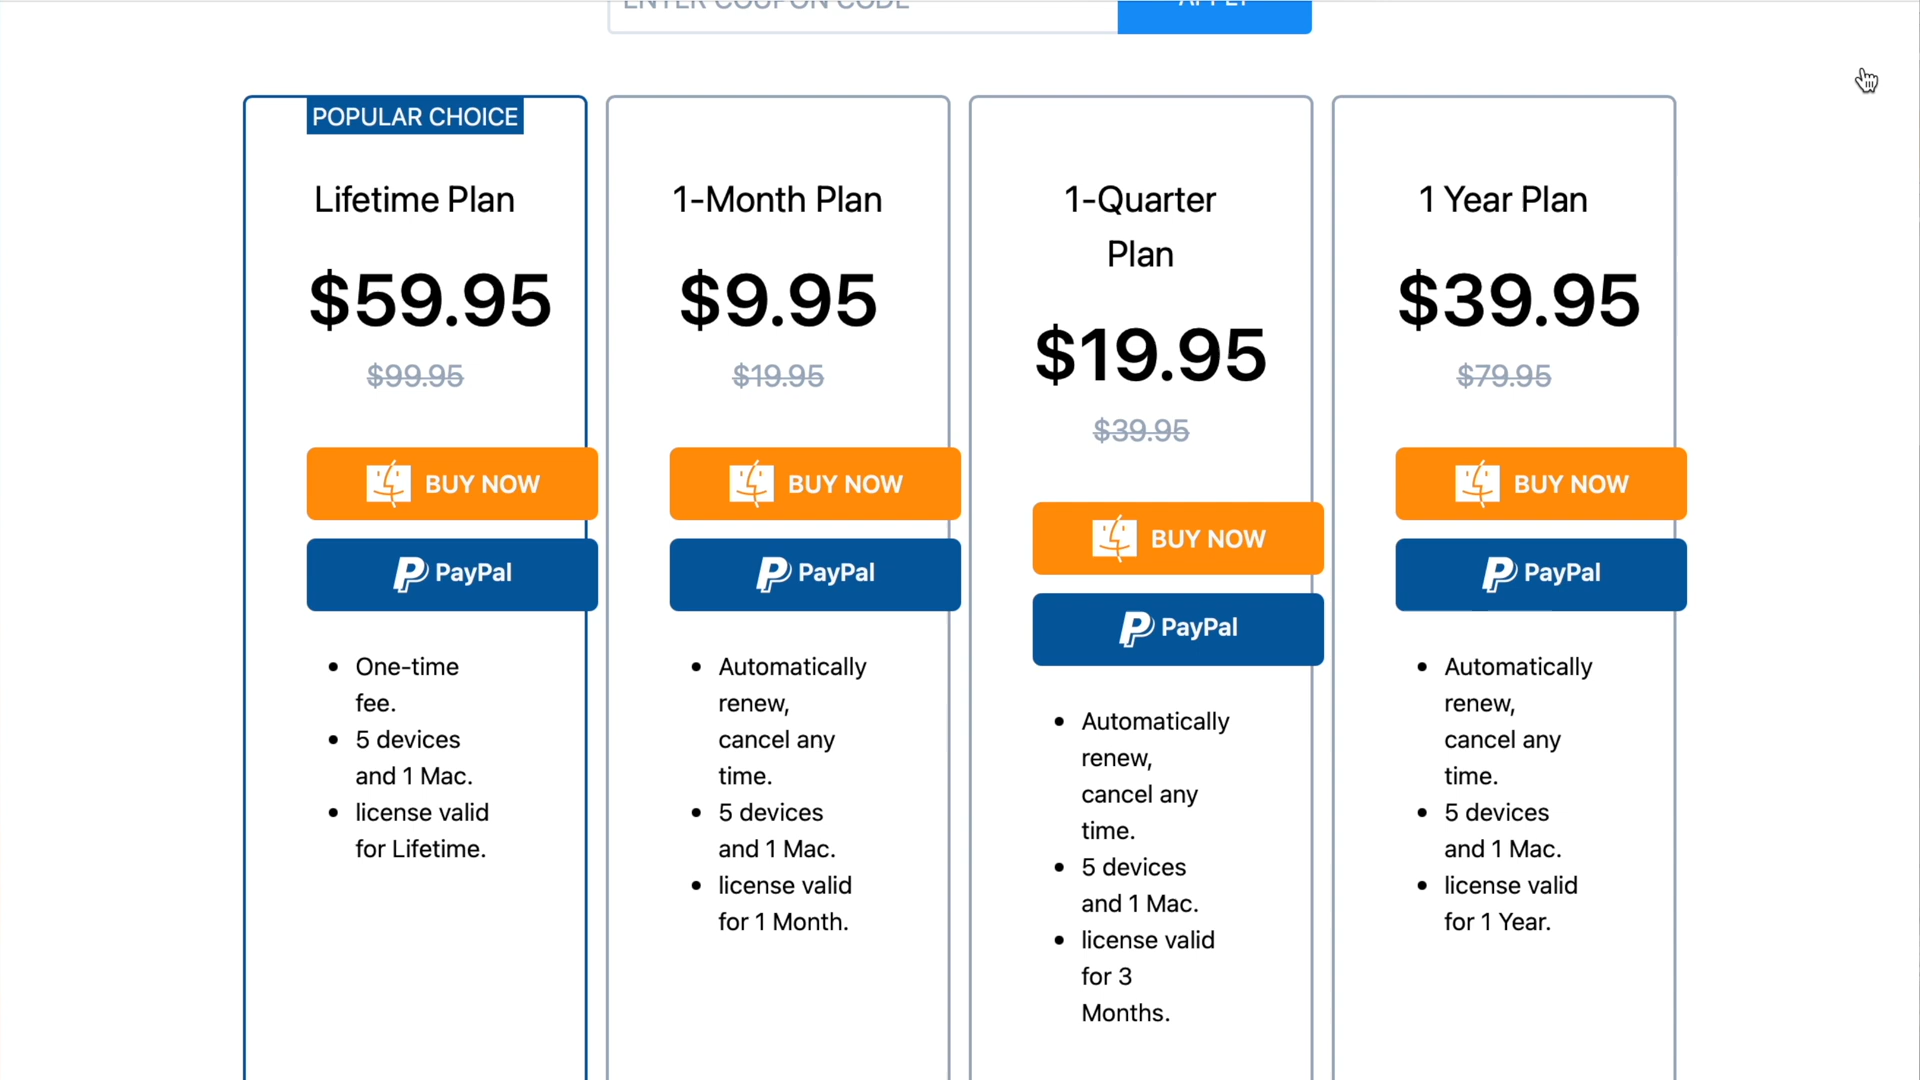 ENTER COUPON CODE
APPLY
POPULAR CHOICE
Lifetime Plan
$59.95
$99.95
BUY NOW
PayPal
One-time
fee.
5 devices
and 1 Mac.
license valid
for Lifetime.
1-Month Plan
$9.95
$19.95
BUY NOW
PayPal
Automatically
renew,
cancel any
time.
5 devices
and 1 Mac.
license valid
for 1 Month.
1-Quarter
Plan
$19.95
$39.95
BUY NOW
PayPal
Automatically
renew,
cancel any
time.
5 devices
and 1 Mac.
license valid
for 3
Months.
1 Year Plan
$39.95
$79.95
BUY NOW
PayPal
Automatically
renew,
cancel any
time.
5 devices
and 1 Mac.
license valid
for 1 Year.